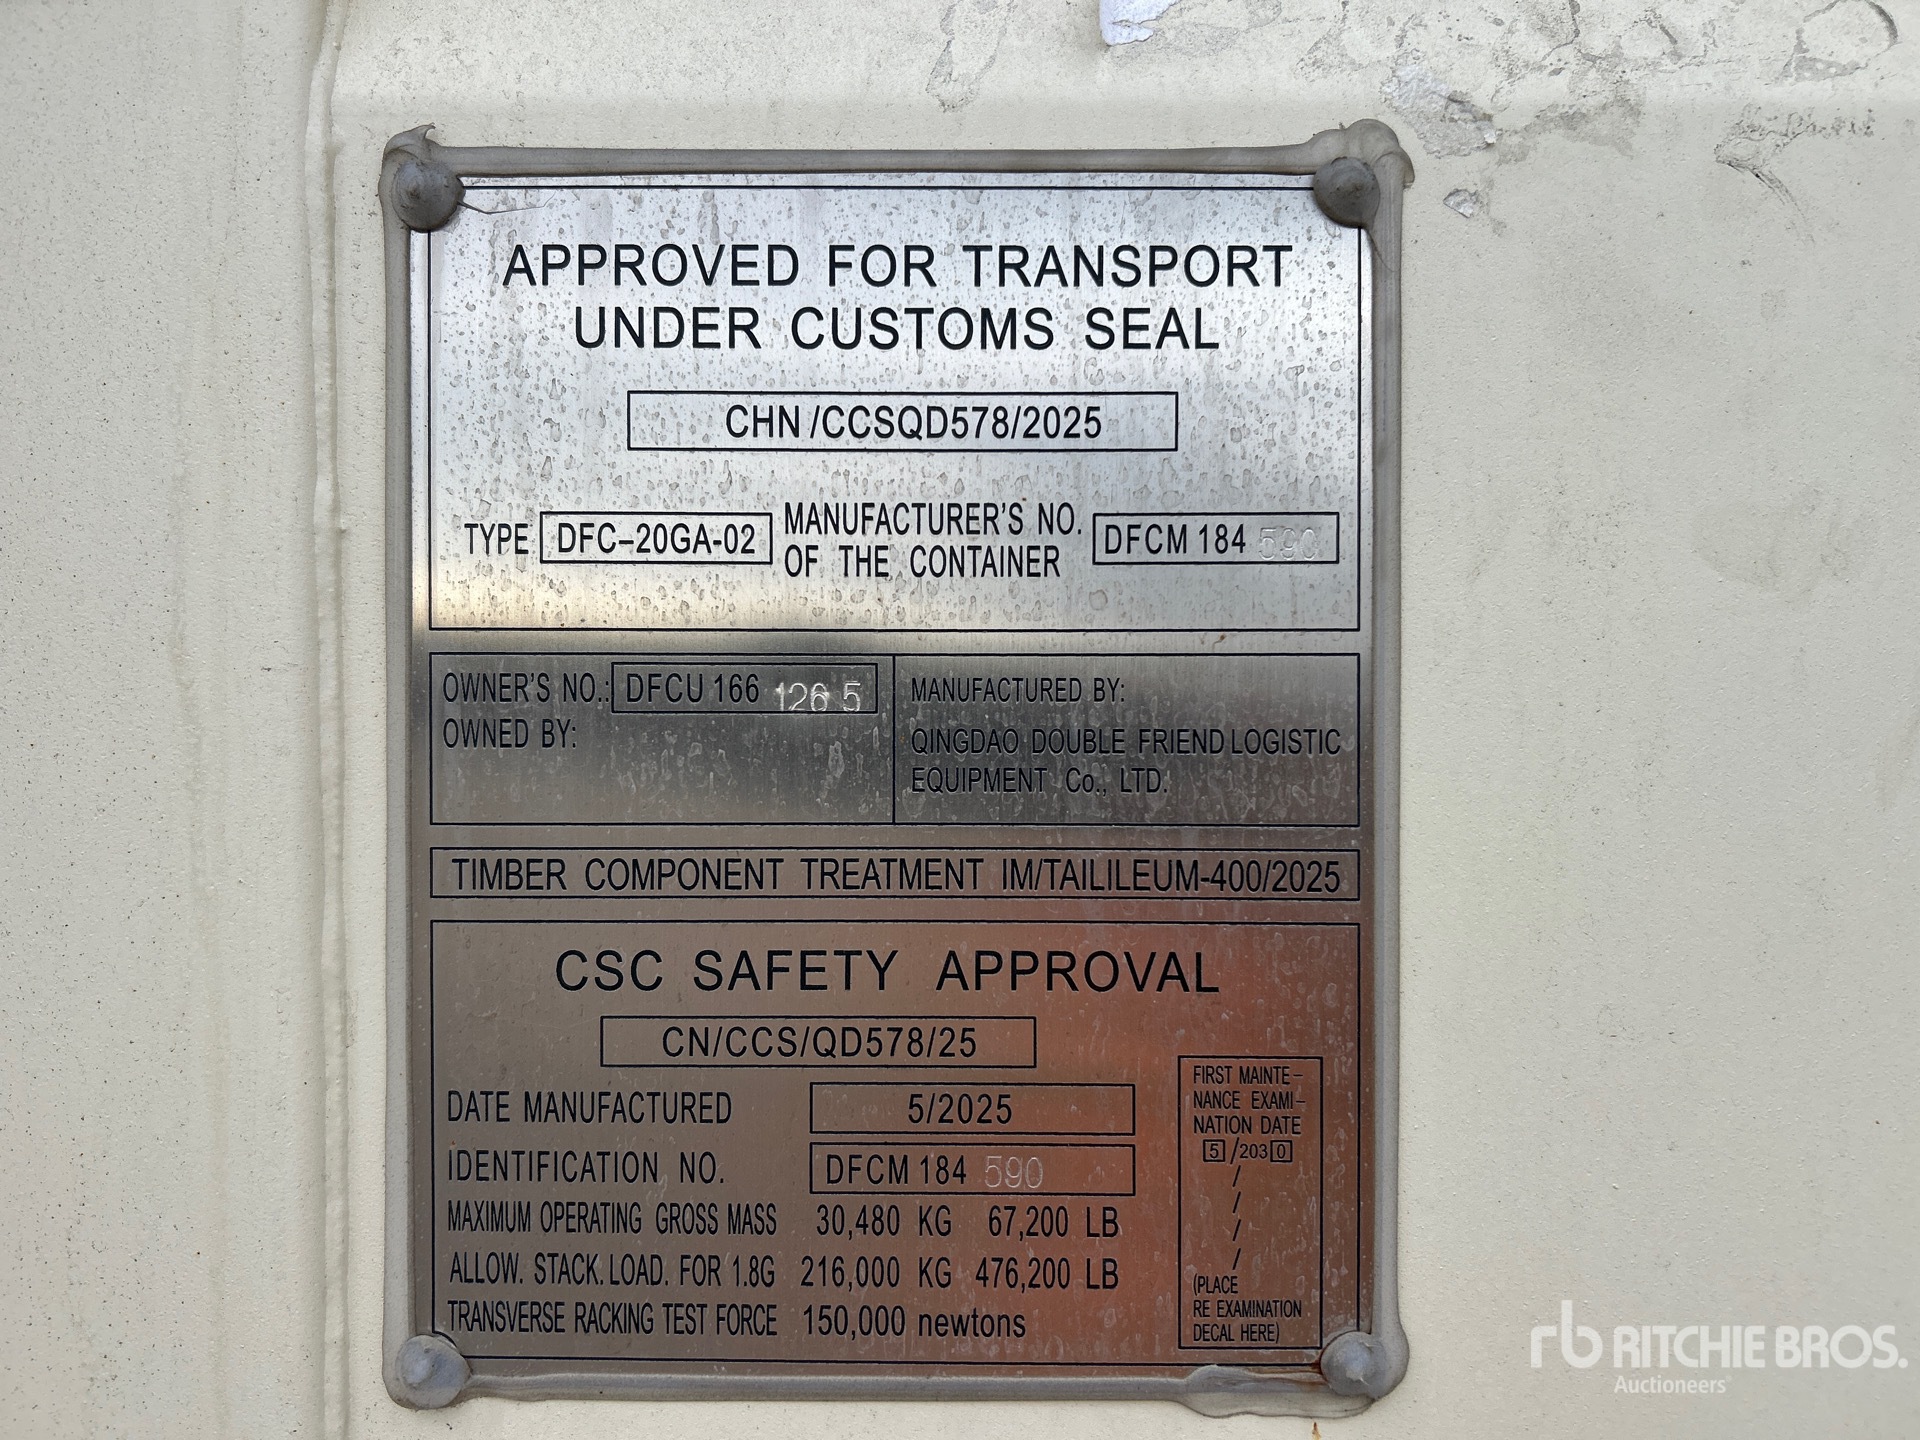 APPROVED FOR TRANSPORT
UNDER CUSTOMS SEAL
CHN/CCSQD578/2025
TYPE DFC-20GA-02 MANUFACTURER'S NO. OF THE CONTAINER DFCM 184 590
OWNER'S NO.: DFCU 166 126 5
OWNED BY:
MANUFACTURED BY:
QINGDAO DOUBLE FRIEND LOGISTIC
EQUIPMENT Co., LTD.
TIMBER COMPONENT TREATMENT IM/TAILILEUM-400/2025
CSC SAFETY APPROVAL
CN/CCS/QD578/25
DATE MANUFACTURED 5/2025
IDENTIFICATION NO. DFCM 184 590
MAXIMUM OPERATING GROSS MASS 30,480 KG 67,200 LB
ALLOW. STACK. LOAD. FOR 1.8G 216,000 KG 476,200 LB
TRANSVERSE RACKING TEST FORCE 150,000 newtons
FIRST MAINTE-
NANCE EXAMI-
NATION DATE
5/2030
/
/
/
/
(PLACE
RE EXAMINATION
DECAL HERE)
rb RITCHIE BROS.
Auctioneers